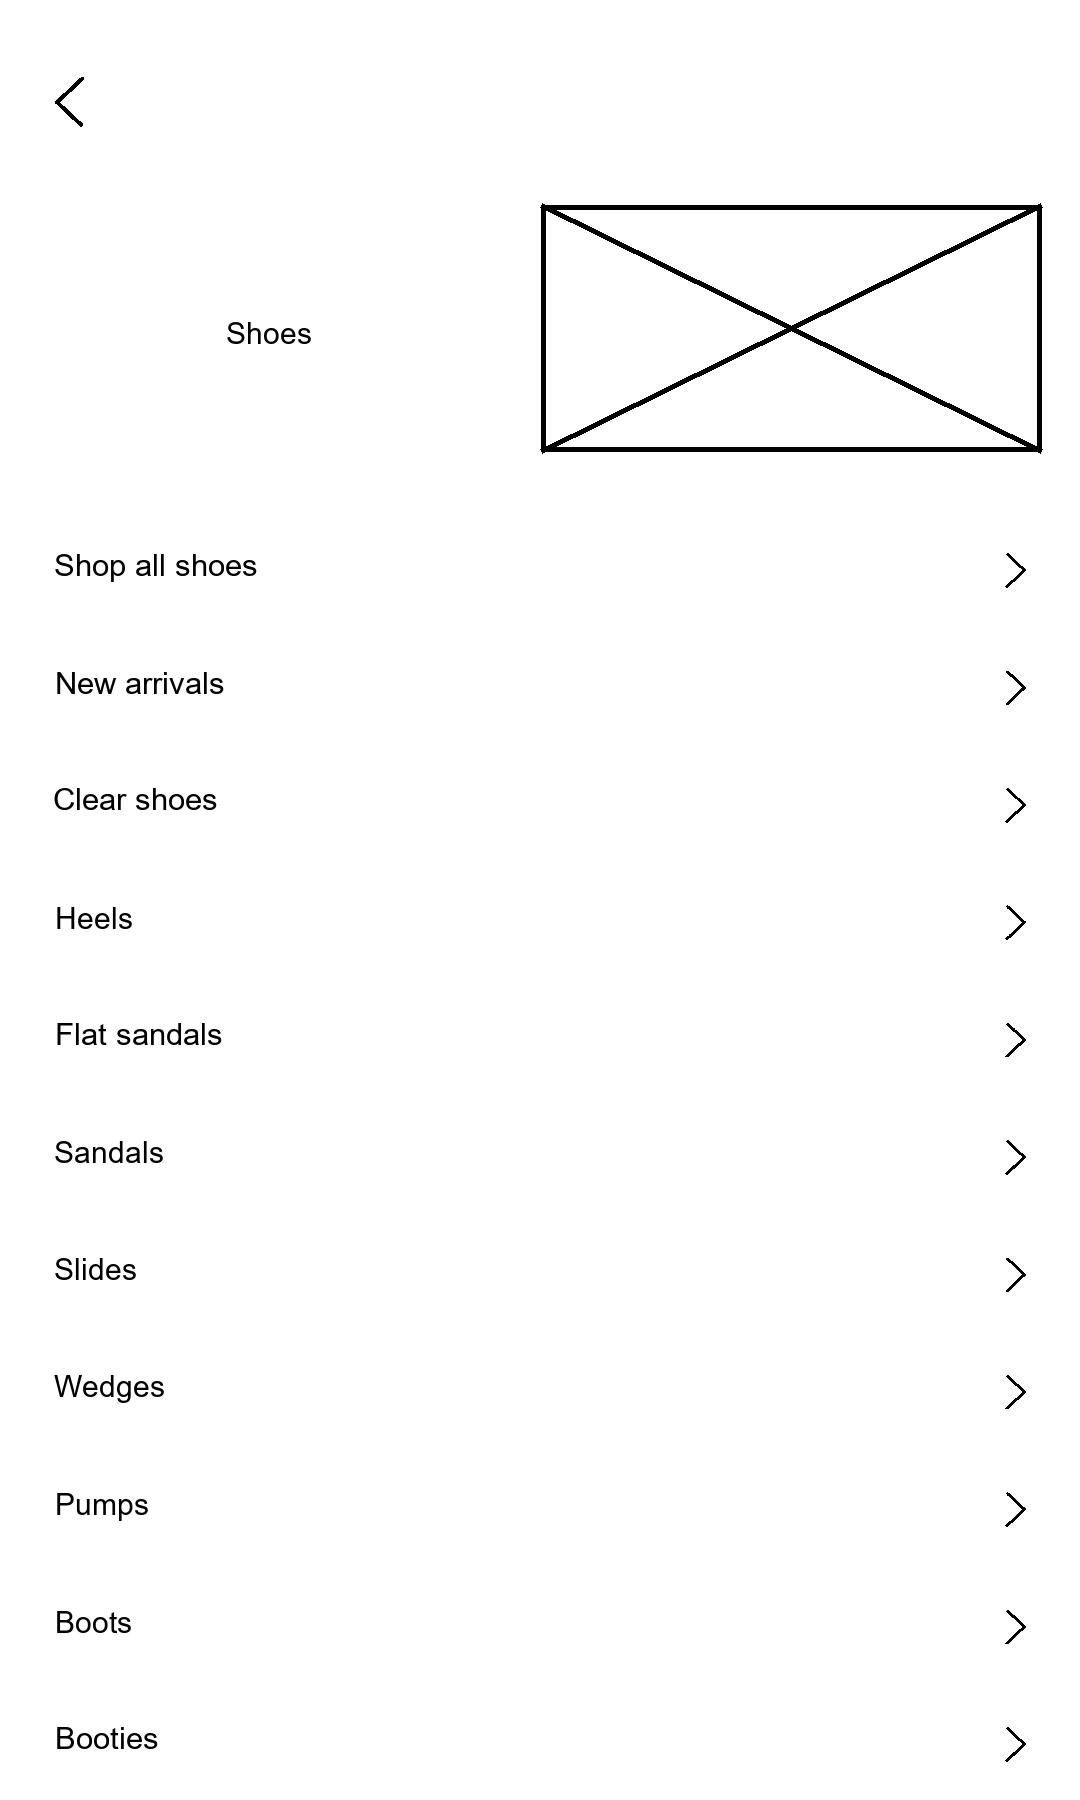 Shoes
Shop all shoes
New arrivals
Clear shoes
Heels
Flat sandals
Sandals
Slides
Wedges
Pumps
Boots
Booties